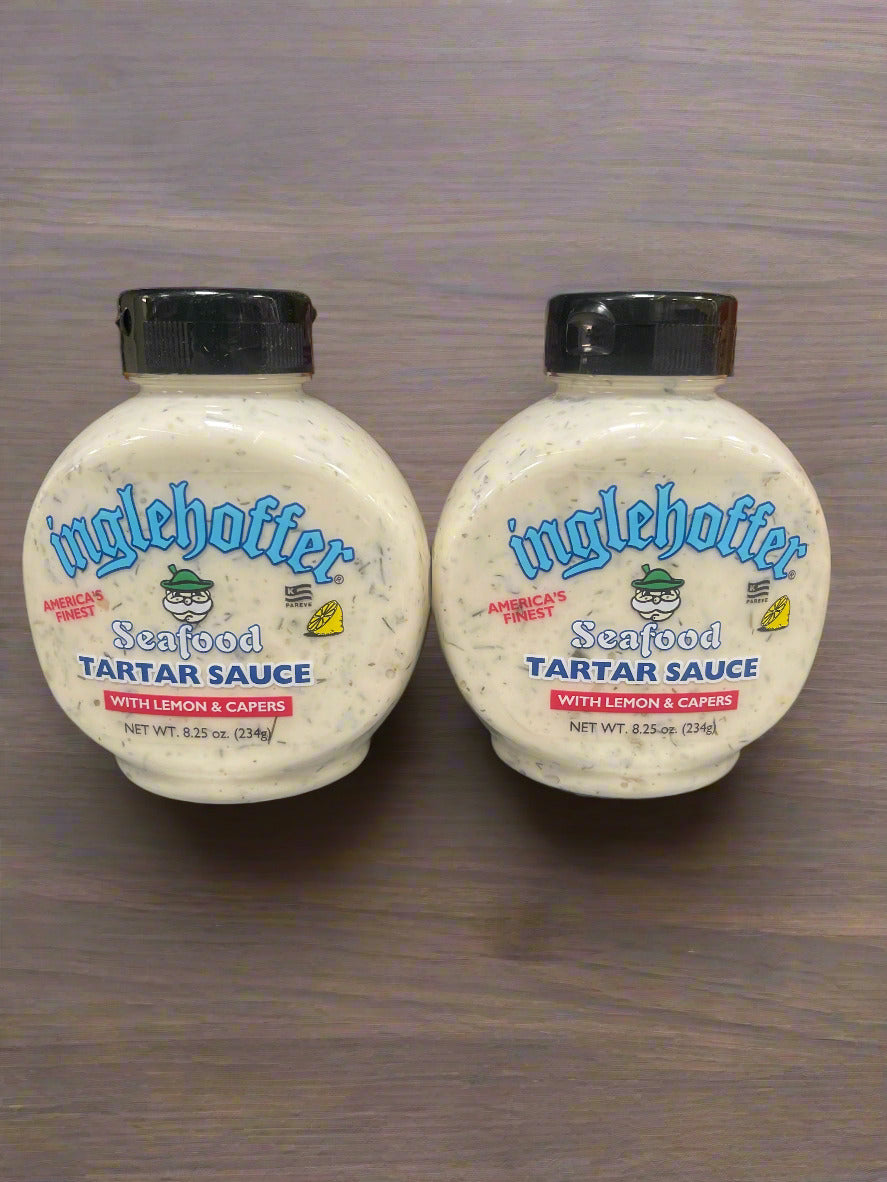 inglehoffer®
AMERICA'S
FINEST
K
PAREVE
Seafood
TARTAR SAUCE
WITH LEMON & CAPERS
NET WT. 8.25 oz. (234g)
inglehoffer®
AMERICA'S
FINEST
K
PAREVE
Seafood
TARTAR SAUCE
WITH LEMON & CAPERS
NET WT. 8.25 oz. (234g)